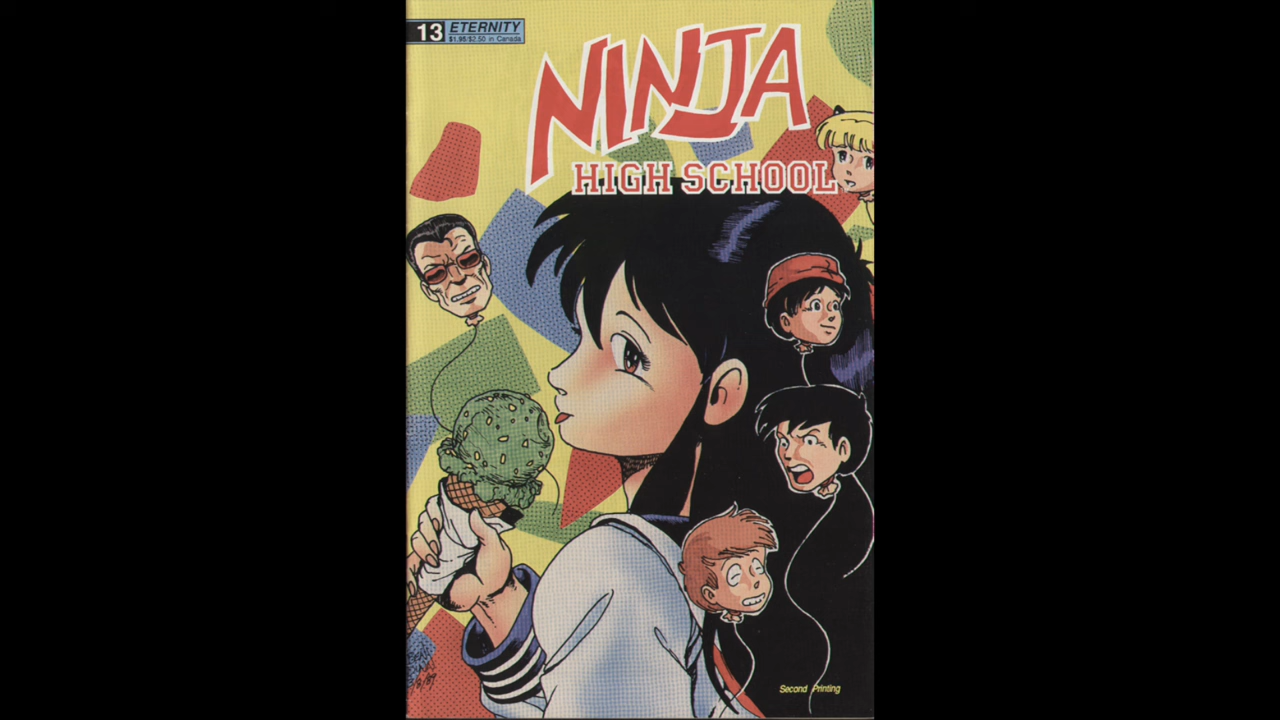 13 ETERNITY
$1.95/$2.50 in Canada
NINJA
HIGH SCHOOL
Second Printing